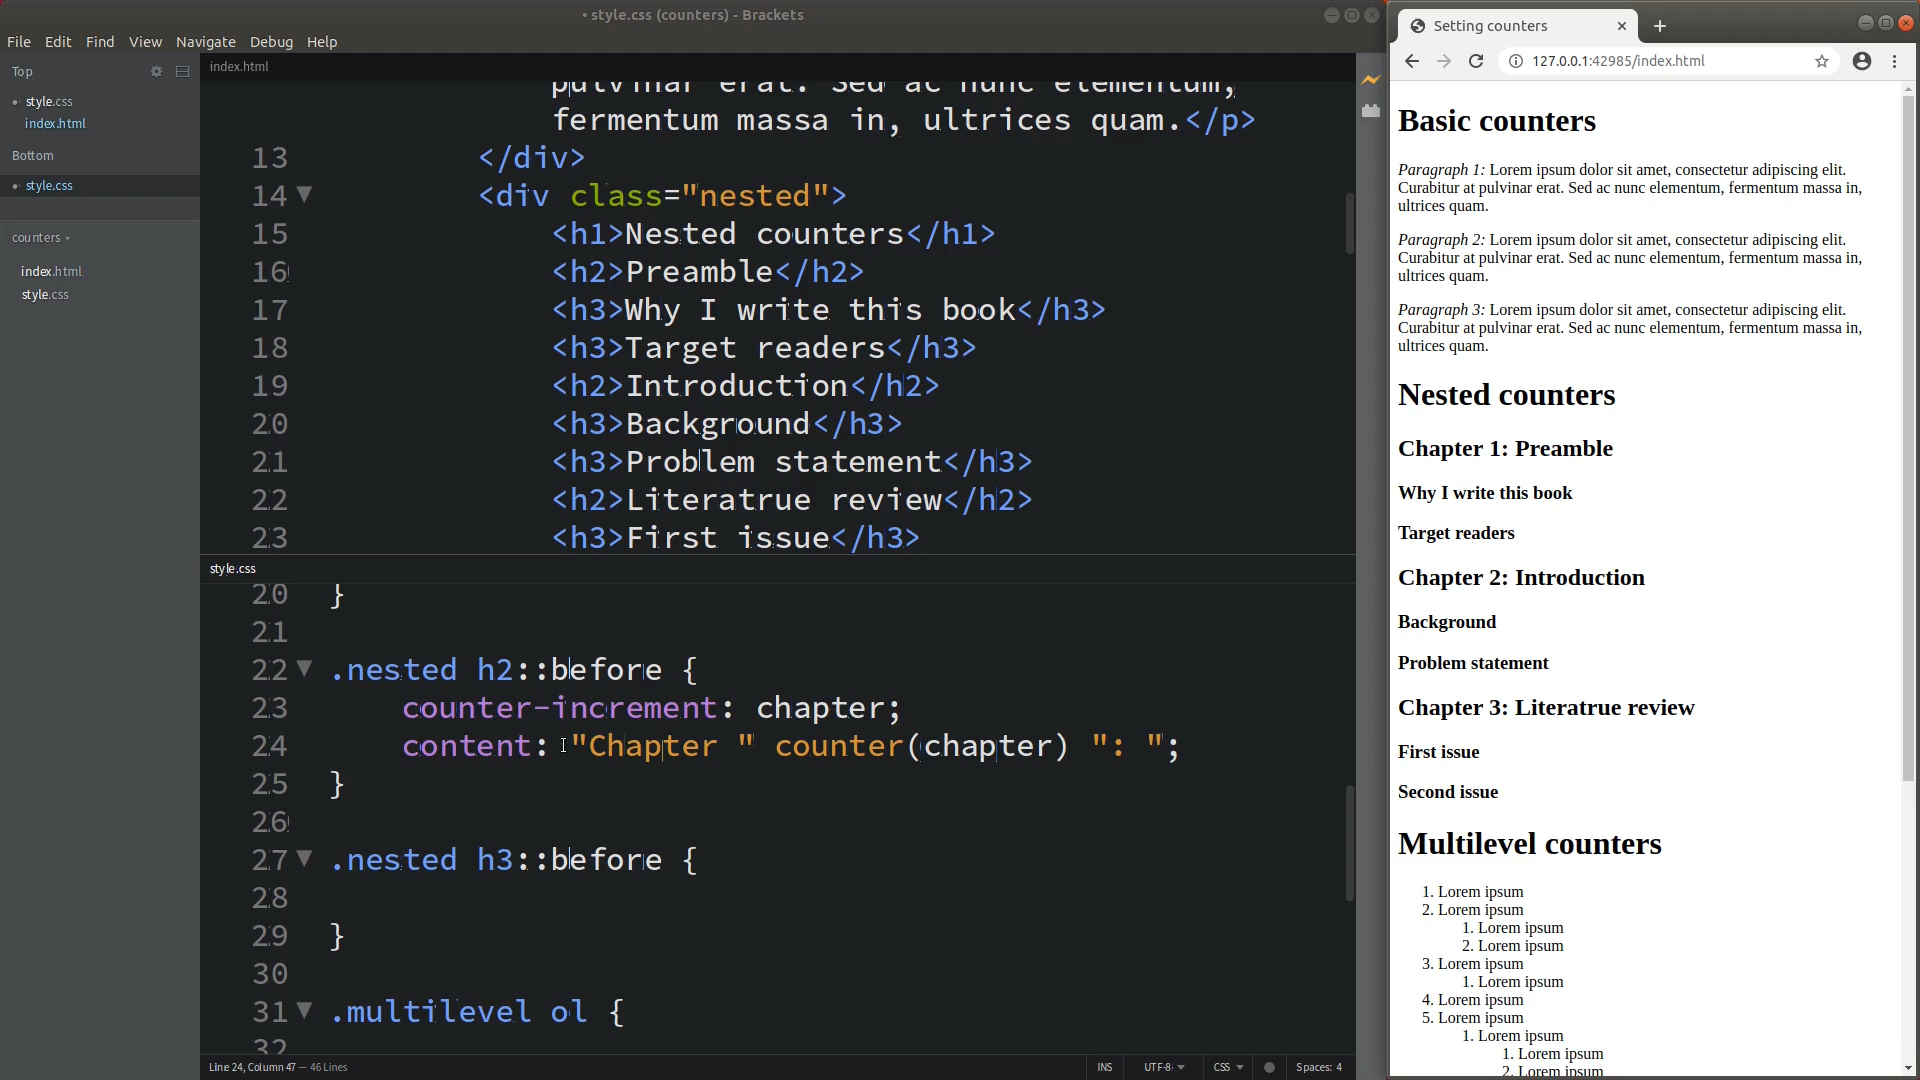 • style.css (counters) - Brackets
File Edit Find View Navigate Debug Help
Top
• style.css
index.html
Bottom
• style.css
counters
index.html
style.css
index.html
pulvinar erat. Sed ac nunc elementum,
fermentum massa in, ultrices quam.</p>
13 </div>
14 <div class="nested">
15 <h1>Nested counters</h1>
16 <h2>Preamble</h2>
17 <h3>Why I write this book</h3>
18 <h3>Target readers</h3>
19 <h2>Introduction</h2>
20 <h3>Background</h3>
21 <h3>Problem statement</h3>
22 <h2>Literatrue review</h2>
23 <h3>First issue</h3>
style.css
20 }
21
22 .nested h2::before {
23 counter-increment: chapter;
24 content: "Chapter " counter(chapter) ": ";
25 }
26
27 .nested h3::before {
28
29 }
30
31 .multilevel ol {
32
Line 24, Column 47 — 46 Lines
INS UTF-8 CSS Spaces: 4
Setting counters
127.0.0.1:42985/index.html
Basic counters
Paragraph 1: Lorem ipsum dolor sit amet, consectetur adipiscing elit.
Curabitur at pulvinar erat. Sed ac nunc elementum, fermentum massa in,
ultrices quam.
Paragraph 2: Lorem ipsum dolor sit amet, consectetur adipiscing elit.
Curabitur at pulvinar erat. Sed ac nunc elementum, fermentum massa in,
ultrices quam.
Paragraph 3: Lorem ipsum dolor sit amet, consectetur adipiscing elit.
Curabitur at pulvinar erat. Sed ac nunc elementum, fermentum massa in,
ultrices quam.
Nested counters
Chapter 1: Preamble
Why I write this book
Target readers
Chapter 2: Introduction
Background
Problem statement
Chapter 3: Literatrue review
First issue
Second issue
Multilevel counters
1. Lorem ipsum
2. Lorem ipsum
1. Lorem ipsum
2. Lorem ipsum
3. Lorem ipsum
1. Lorem ipsum
4. Lorem ipsum
5. Lorem ipsum
1. Lorem ipsum
1. Lorem ipsum
2. Lorem ipsum